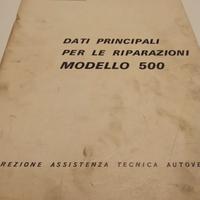 DATI PRINCIPALI
PER LE RIPARAZIONI
MODELLO 500
REZIONE ASSISTENZA TECNICA AUTOVE